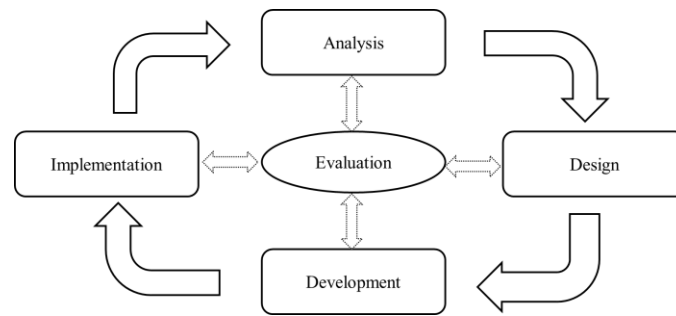 Analysis
Implementation
Evaluation
Design
Development